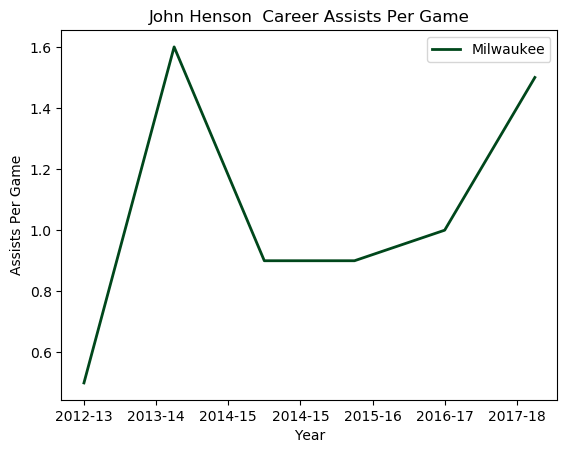 John Henson  Career Assists Per Game
Milwaukee
Assists Per Game
1.6
1.4
1.2
1.0
0.8
0.6
2012-13 2013-14 2014-15 2014-15 2015-16 2016-17 2017-18
Year